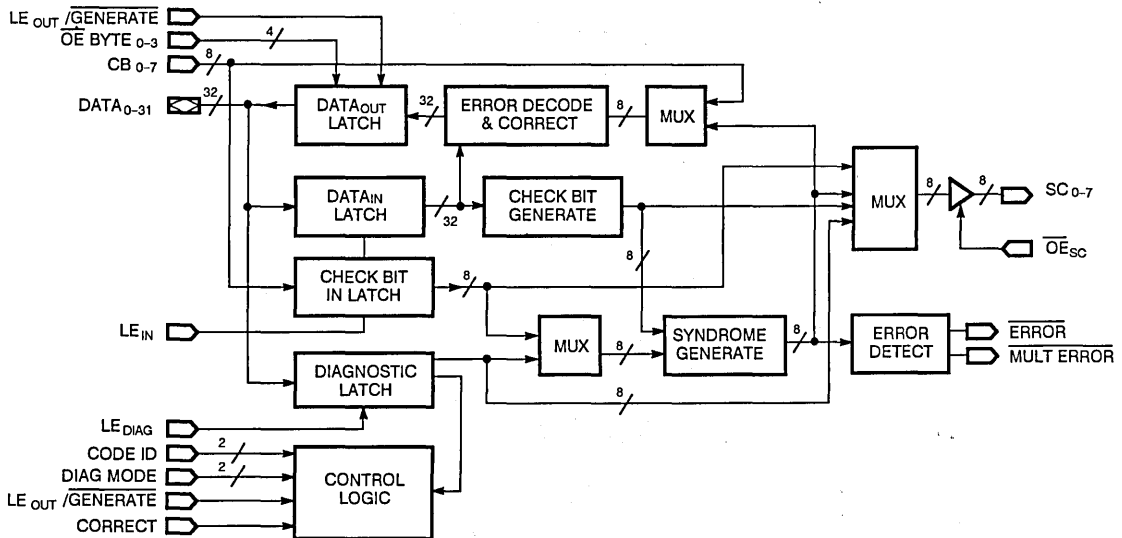 LE OUT /GENERATE
OE BYTE 0-3
4
CB 0-7
8
DATA 0-31
32
DATA OUT LATCH
32
ERROR DECODE & CORRECT
8
MUX
DATA IN LATCH
32
CHECK BIT GENERATE
8
MUX
8
8
SC 0-7
OE SC
CHECK BIT IN LATCH
8
LE IN
MUX
8
SYNDROME GENERATE
8
ERROR DETECT
ERROR
MULT ERROR
DIAGNOSTIC LATCH
8
LE DIAG
CODE ID
2
DIAG MODE
2
LE OUT /GENERATE
CORRECT
CONTROL LOGIC